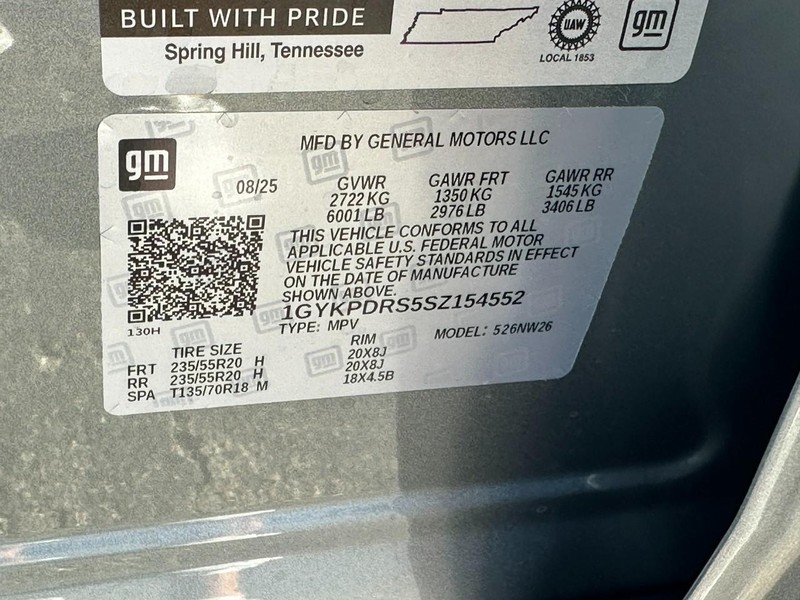 BUILT WITH PRIDE
Spring Hill, Tennessee
UAW
LOCAL 1853
gm
gm
MFD BY GENERAL MOTORS LLC
08/25
GVWR GAWR FRT GAWR RR
2722 KG 1350 KG 1545 KG
6001 LB 2976 LB 3406 LB
THIS VEHICLE CONFORMS TO ALL
APPLICABLE U.S. FEDERAL MOTOR
VEHICLE SAFETY STANDARDS IN EFFECT
ON THE DATE OF MANUFACTURE
SHOWN ABOVE.
1GYKPDRS5SZ154552
130H
TYPE: MPV MODEL: 526NW26
TIRE SIZE RIM
FRT 235/55R20 H 20X8J
RR 235/55R20 H 20X8J
SPA T135/70R18 M 18X4.5B